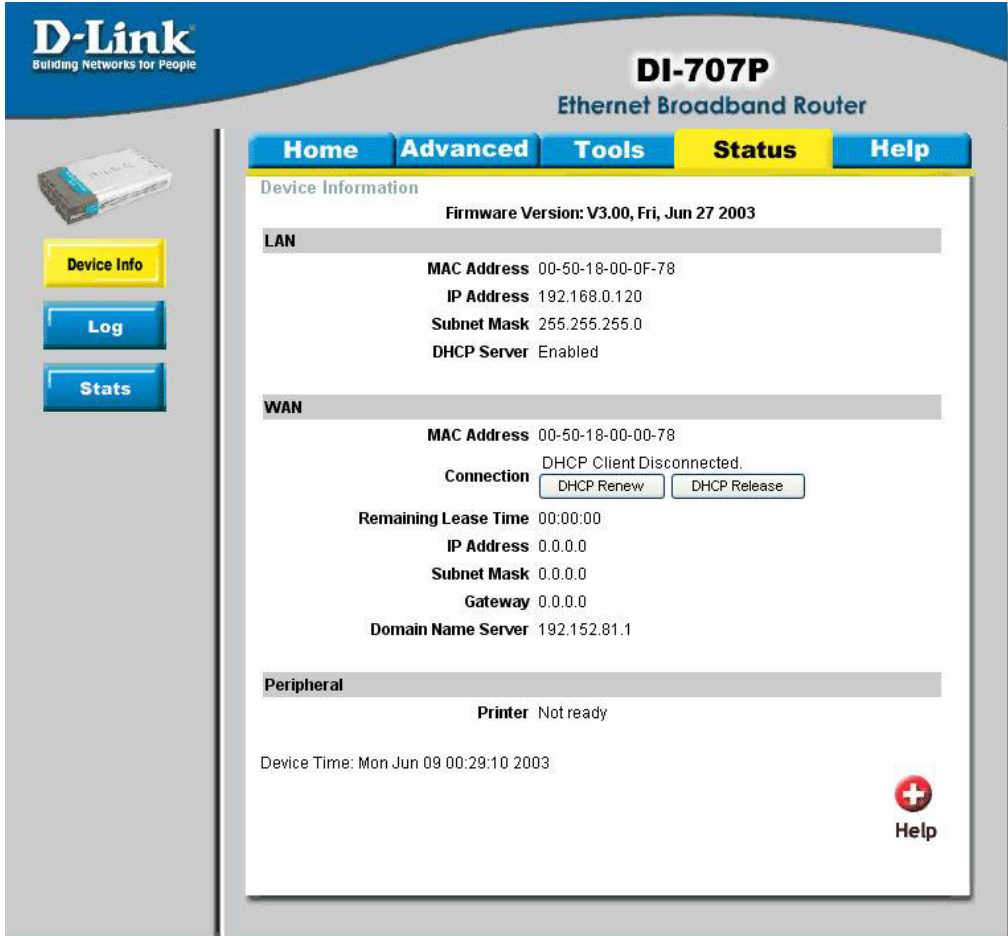 D-Link
Building Networks for People
DI-707P
Ethernet Broadband Router
Home Advanced Tools Status Help
Device Info
Log
Stats
Device Information
Firmware Version: V3.00, Fri, Jun 27 2003
LAN
MAC Address 00-50-18-00-0F-78
IP Address 192.168.0.120
Subnet Mask 255.255.255.0
DHCP Server Enabled
WAN
MAC Address 00-50-18-00-00-78
Connection DHCP Client Disconnected.
DHCP Renew DHCP Release
Remaining Lease Time 00:00:00
IP Address 0.0.0.0
Subnet Mask 0.0.0.0
Gateway 0.0.0.0
Domain Name Server 192.152.81.1
Peripheral
Printer Not ready
Device Time: Mon Jun 09 00:29:10 2003
Help